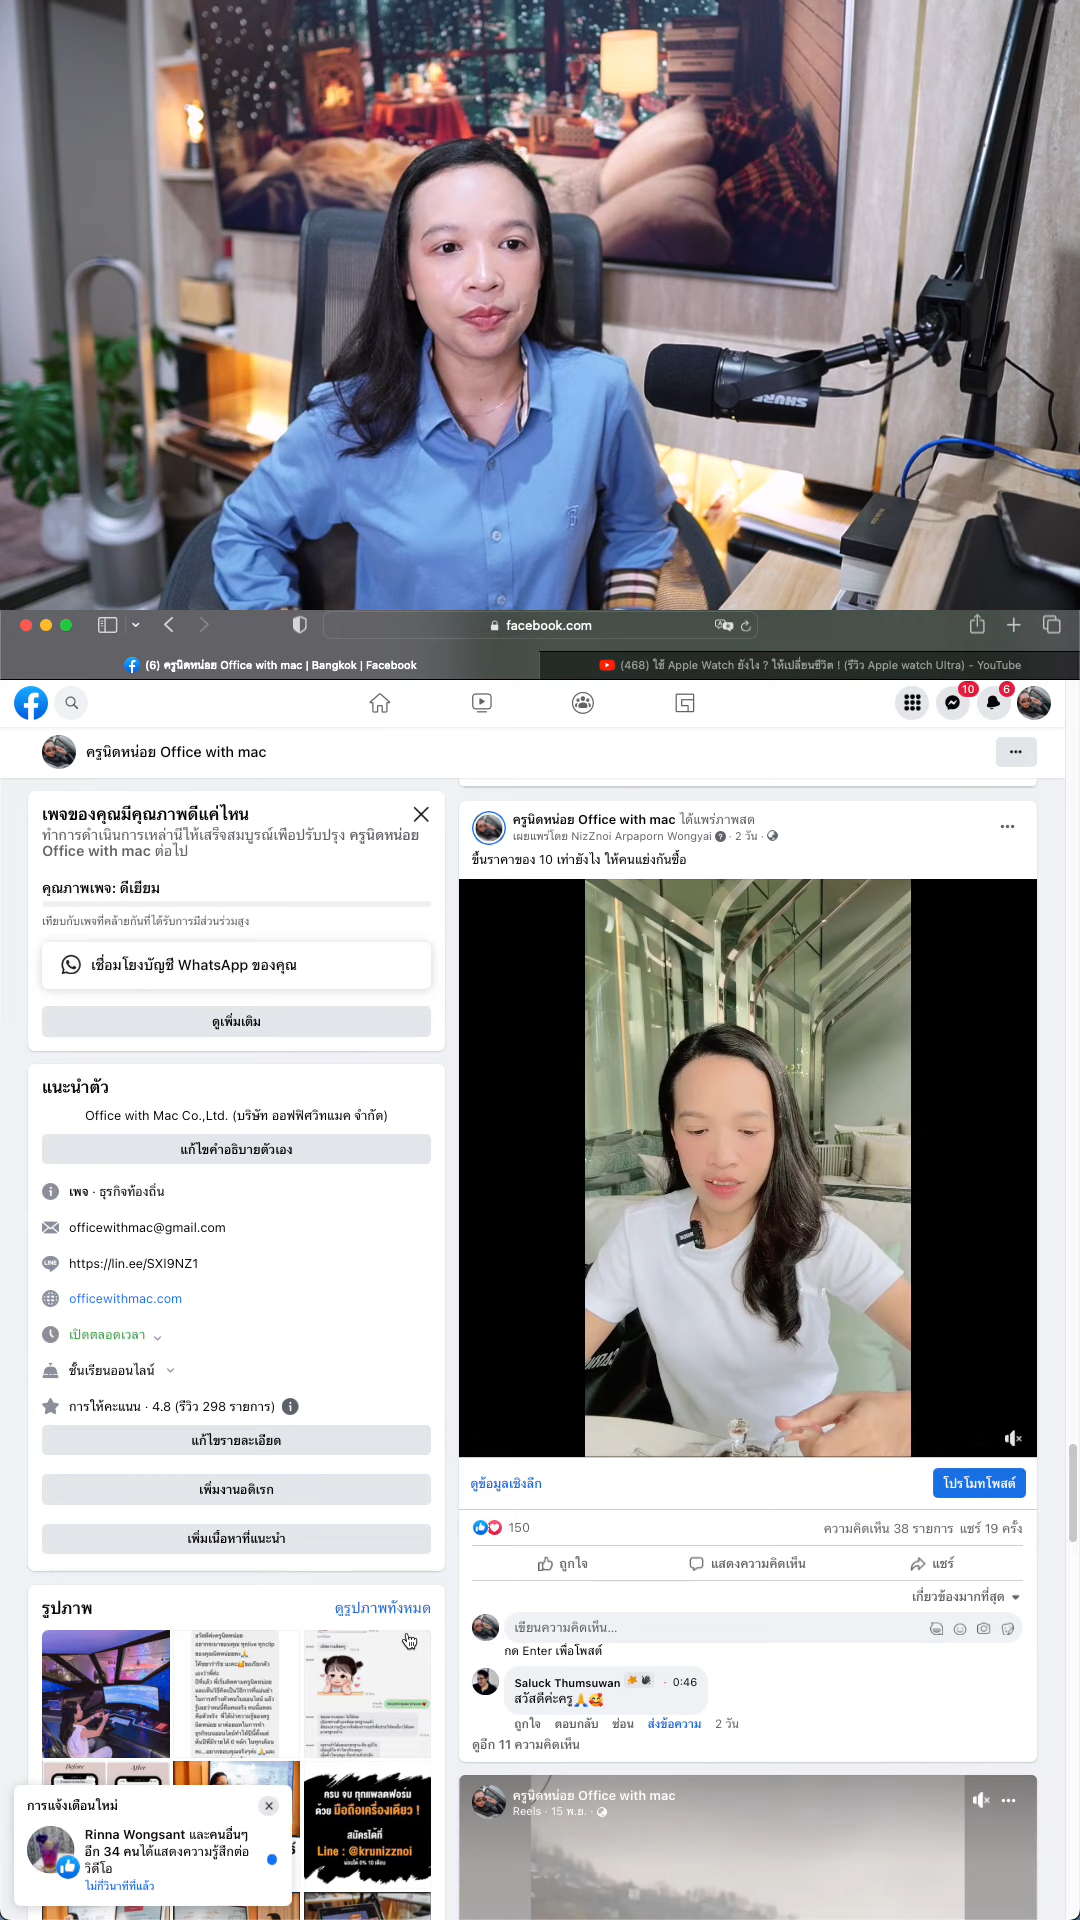 SHURE
facebook.com
(6) ครูนิดหน่อย Office with mac | Bangkok | Facebook
(468) ใช้ Apple Watch ยังไง ? ให้เปลี่ยนชีวิต ! (รีวิว Apple watch Ultra) - YouTube
10
6
ครูนิดหน่อย Office with mac
เพจของคุณมีคุณภาพดีแค่ไหน
ทำการดำเนินการเหล่านี้ให้เสร็จสมบูรณ์เพื่อปรับปรุง ครูนิดหน่อย
Office with mac ต่อไป
คุณภาพเพจ: ดีเยี่ยม
เทียบกับเพจที่คล้ายกันที่ได้รับการมีส่วนร่วมสูง
เชื่อมโยงบัญชี WhatsApp ของคุณ
ดูเพิ่มเติม
แนะนำตัว
Office with Mac Co.,Ltd. (บริษัท ออฟฟิศวิทแมค จำกัด)
แก้ไขคำอธิบายตัวเอง
เพจ · ธุรกิจท้องถิ่น
officewithmac@gmail.com
https://lin.ee/SXl9NZ1
officewithmac.com
เปิดตลอดเวลา
ชั้นเรียนออนไลน์
การให้คะแนน · 4.8 (รีวิว 298 รายการ)
แก้ไขรายละเอียด
เพิ่มงานอดิเรก
เพิ่มเนื้อหาที่แนะนำ
รูปภาพ
ดูรูปภาพทั้งหมด
Before
After
ครบ จบ ทุกแพลตฟอร์ม
ด้วย มือถือเครื่องเดียว !
สมัครได้ที่
Line : @krunizznoi
ผ่อนได้ 0% 10 เดือน
การแจ้งเตือนใหม่
Rinna Wongsant และคนอื่นๆ
อีก 34 คนได้แสดงความรู้สึกต่อ
วิดีโอ
ไม่กี่วินาทีที่แล้ว
ครูนิดหน่อย Office with mac ได้แพร่ภาพสด
เผยแพร่โดย NizZnoi Arpaporn Wongyai · 2 วัน ·
ขึ้นราคาของ 10 เท่ายังไง ให้คนแย่งกันซื้อ
ดูข้อมูลเชิงลึก
โปรโมทโพสต์
150
ความคิดเห็น 38 รายการ แชร์ 19 ครั้ง
ถูกใจ
แสดงความคิดเห็น
แชร์
เกี่ยวข้องมากที่สุด
เขียนความคิดเห็น...
กด Enter เพื่อโพสต์
Saluck Thumsuwan · 0:46
สวัสดีค่ะครู🙏🥰
ถูกใจ ตอบกลับ ซ่อน ส่งข้อความ 2 วัน
ดูอีก 11 ความคิดเห็น
ครูนิดหน่อย Office with mac
Reels · 15 พ.ย. ·